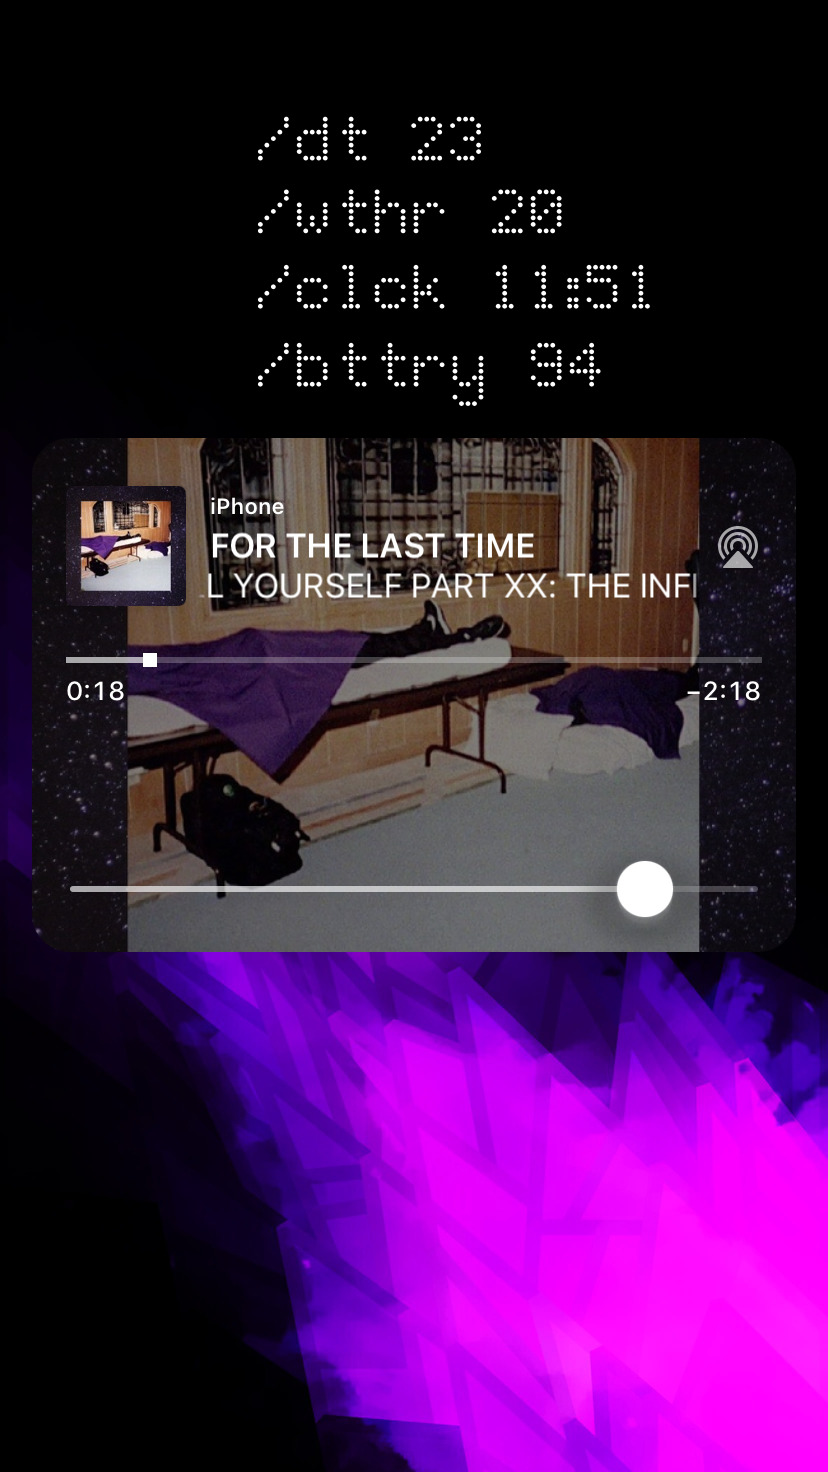 /dt 23
/wthr 20
/clck 11:51
/bttry 94
iPhone
FOR THE LAST TIME
L YOURSELF PART XX: THE INFI
0:18
−2:18